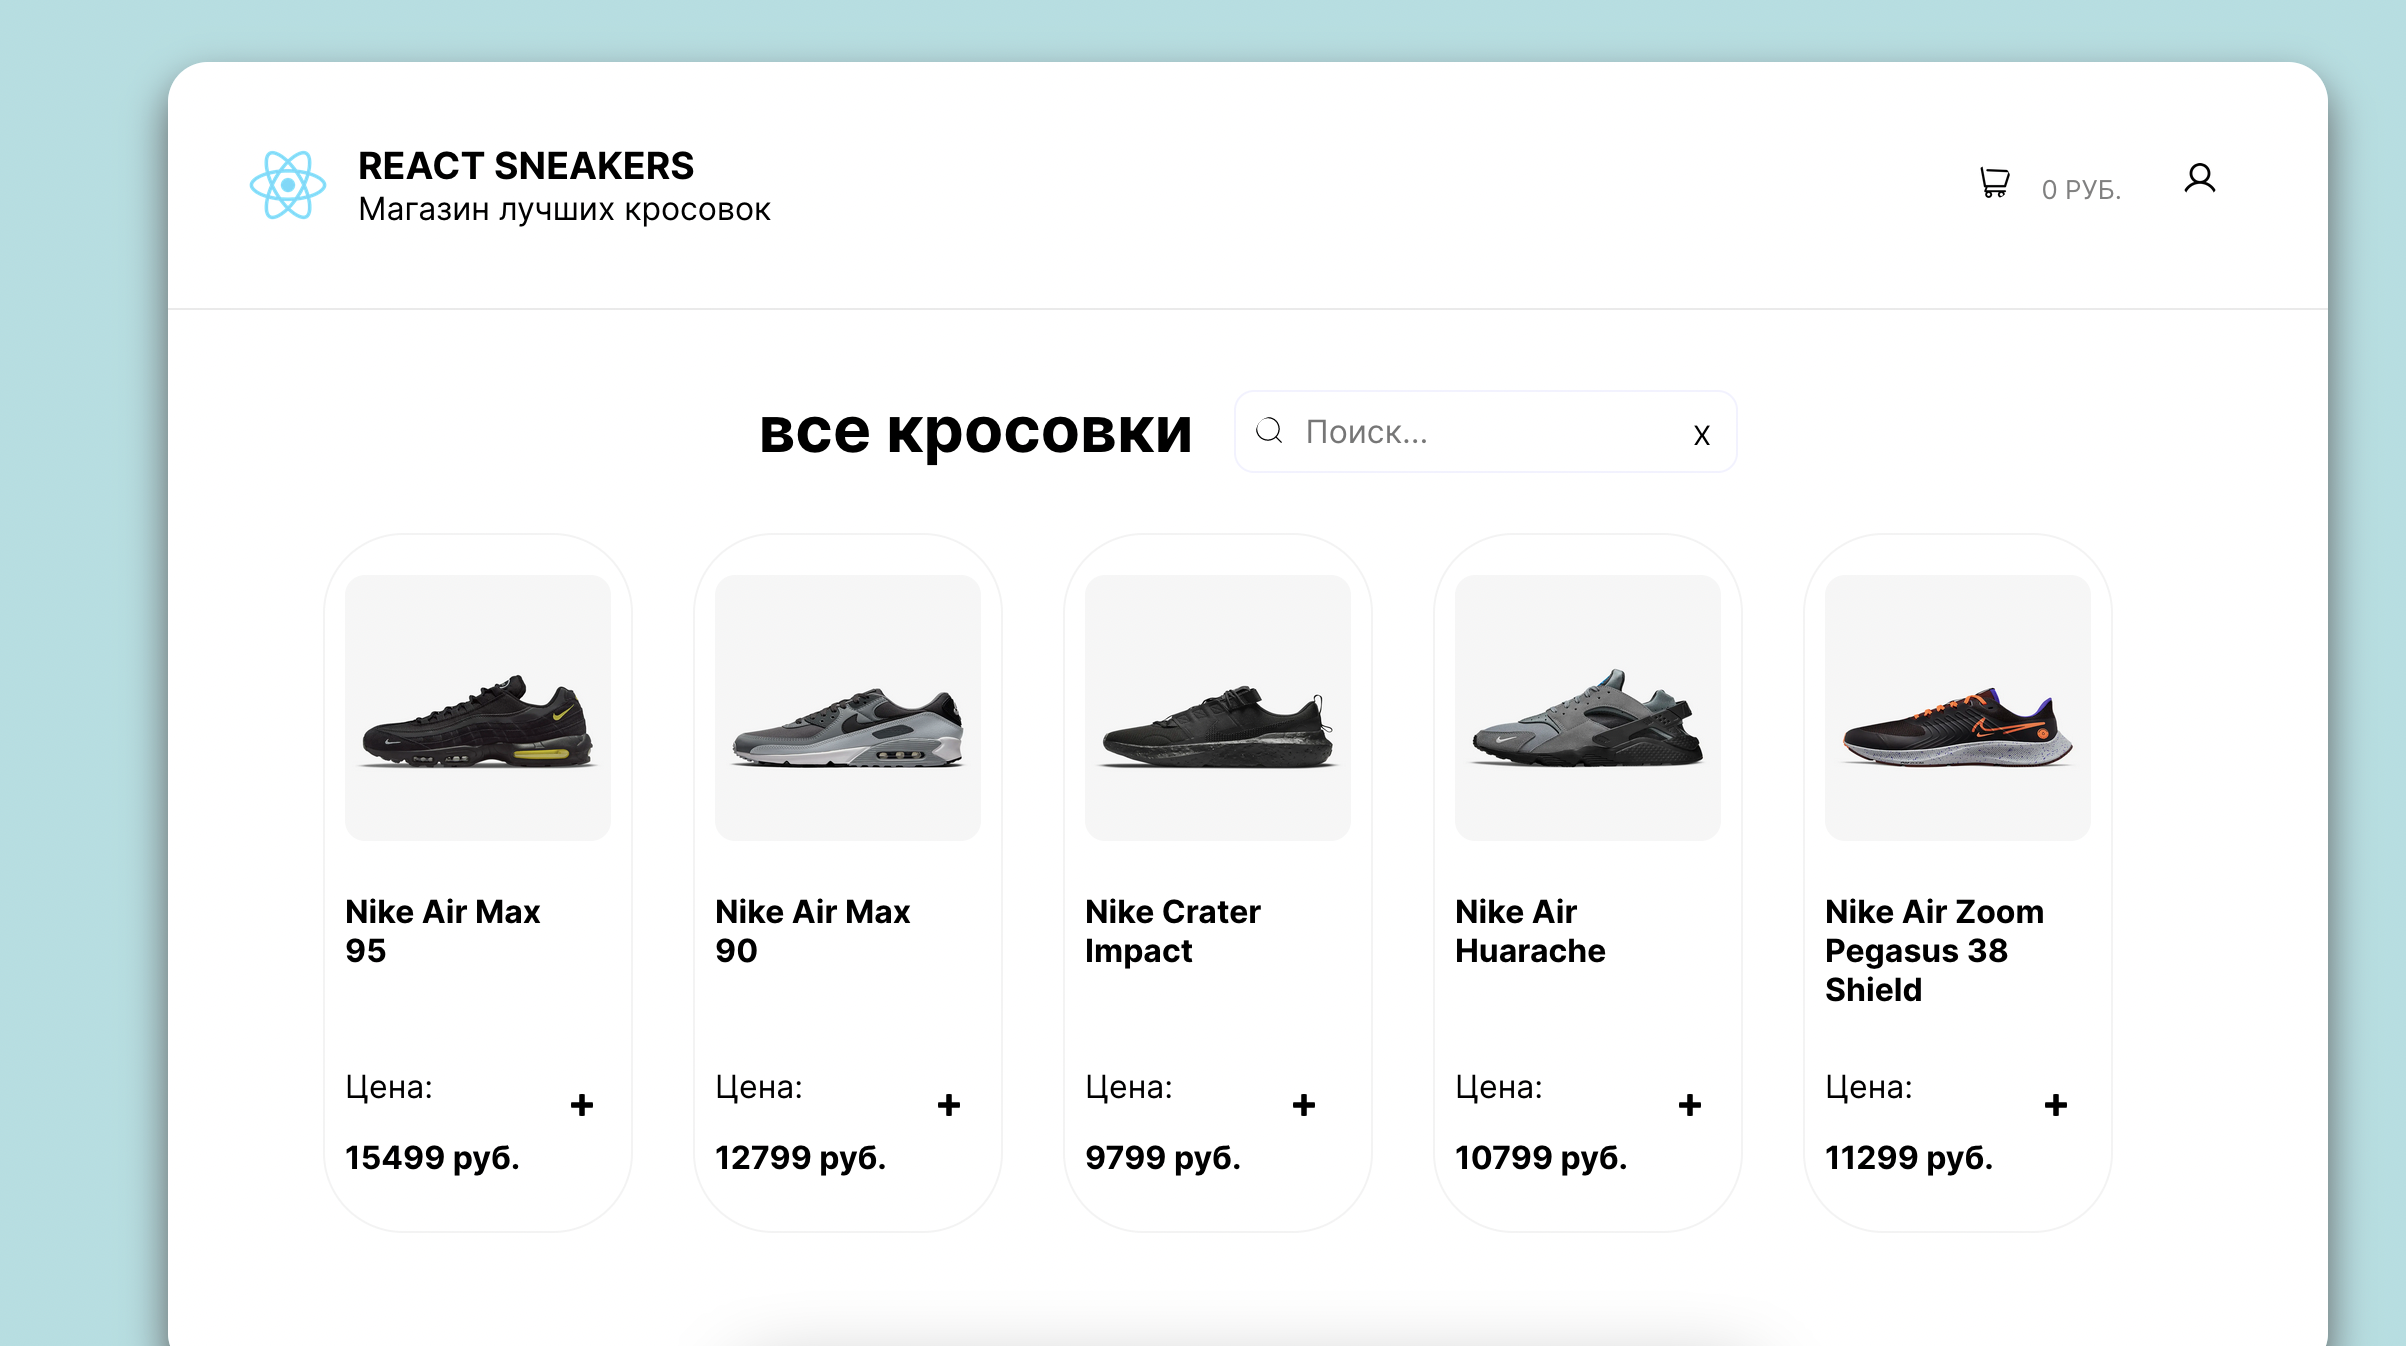 REACT SNEAKERS
Магазин лучших кросовок
0 РУБ.
все кросовки
Поиск...
X
Nike Air Max
95
Цена:
+
15499 руб.
Nike Air Max
90
Цена:
+
12799 руб.
Nike Crater
Impact
Цена:
+
9799 руб.
Nike Air
Huarache
Цена:
+
10799 руб.
Nike Air Zoom
Pegasus 38
Shield
Цена:
+
11299 руб.